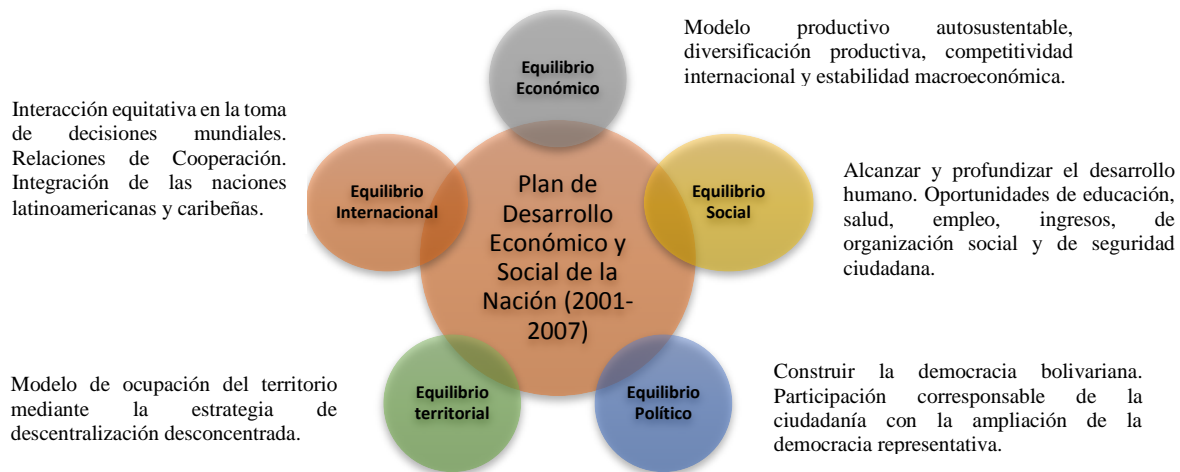 Equilibrio
Económico
Modelo productivo autosustentable,
diversificación productiva, competitividad
internacional y estabilidad macroeconómica.
Interacción equitativa en la toma
de decisiones mundiales.
Relaciones de Cooperación.
Integración de las naciones
latinoamericanas y caribeñas.
Equilibrio
Internacional
Plan de
Desarrollo
Económico y
Social de la
Nación (2001-
2007)
Equilibrio
Social
Alcanzar y profundizar el desarrollo
humano. Oportunidades de educación,
salud, empleo, ingresos, de
organización social y de seguridad
ciudadana.
Modelo de ocupación del territorio
mediante la estrategia de
descentralización desconcentrada.
Equilibrio
territorial
Equilibrio
Político
Construir la democracia bolivariana.
Participación corresponsable de la
ciudadanía con la ampliación de la
democracia representativa.